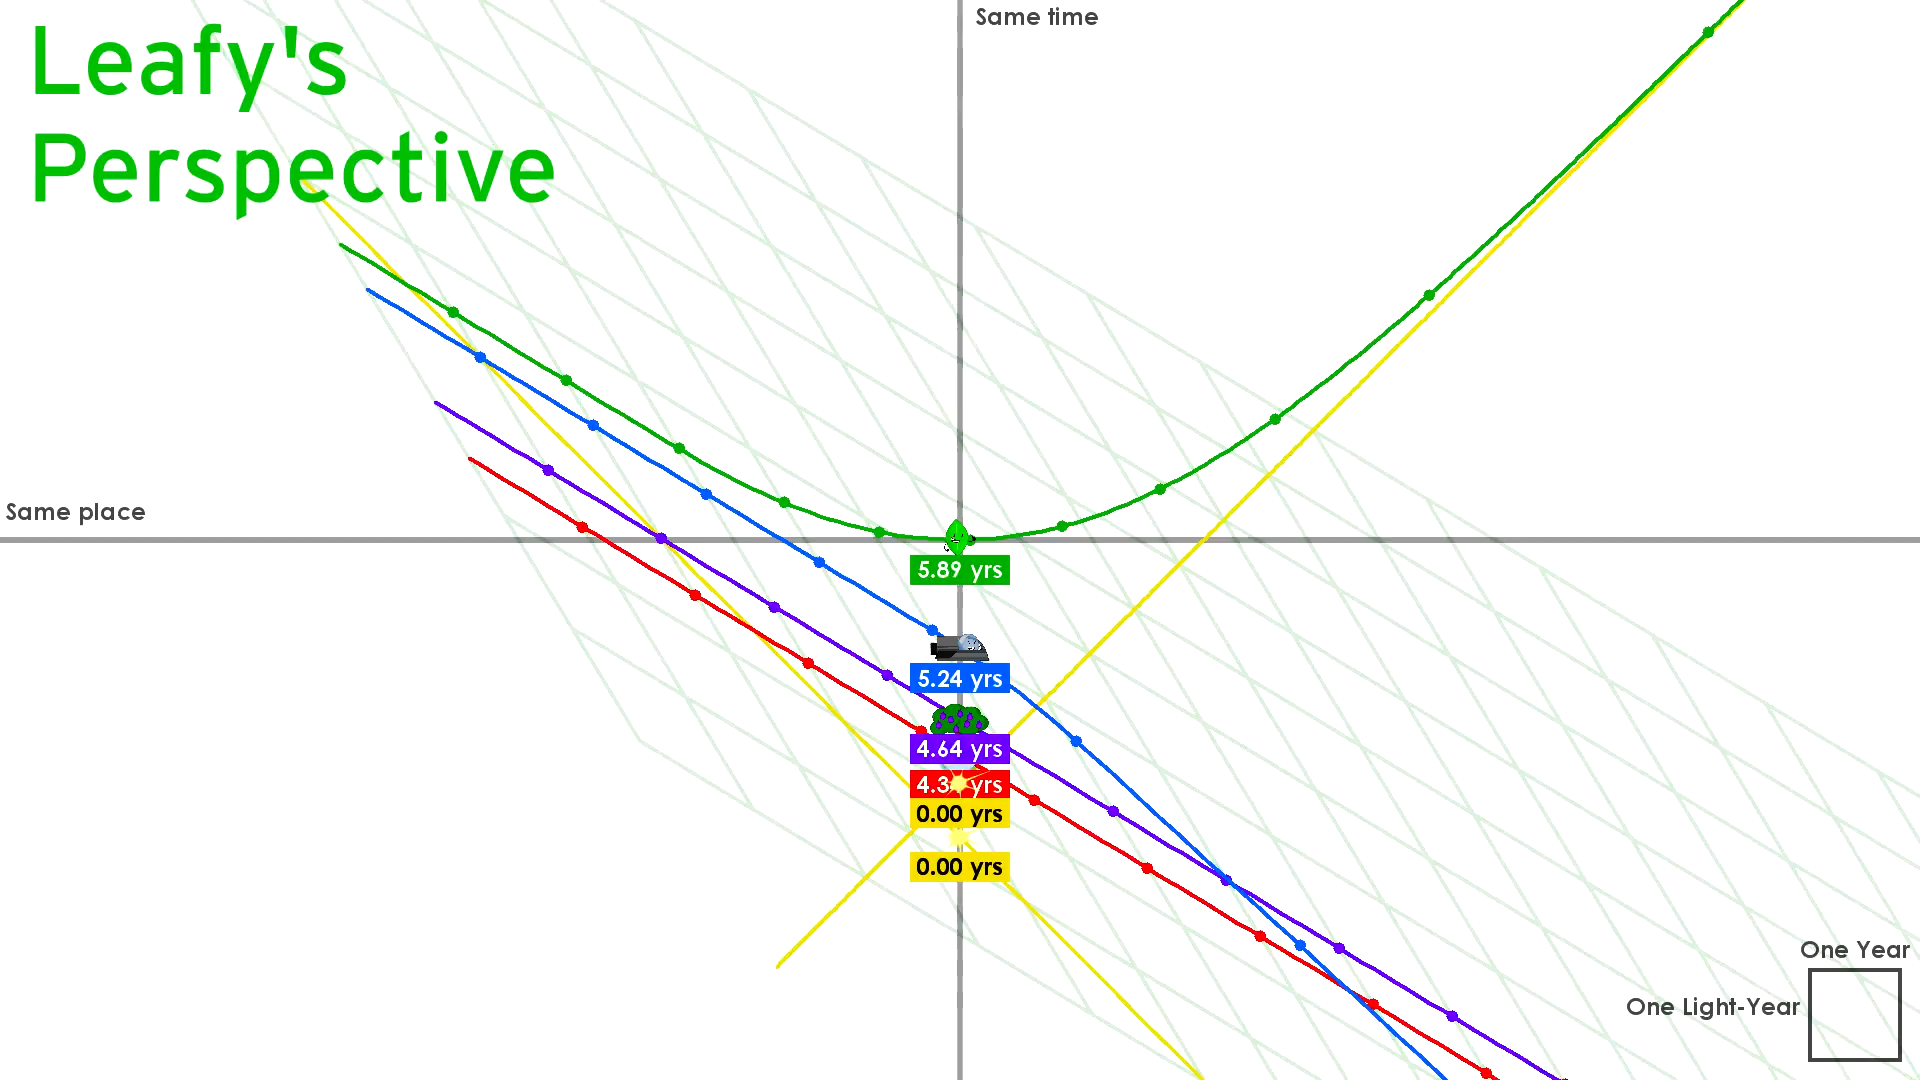 Leafy's
Perspective
Same time
Same place
5.89 yrs
5.24 yrs
4.64 yrs
yrs
0.00 yrs
0.00 yrs
One Year
One Light-Year